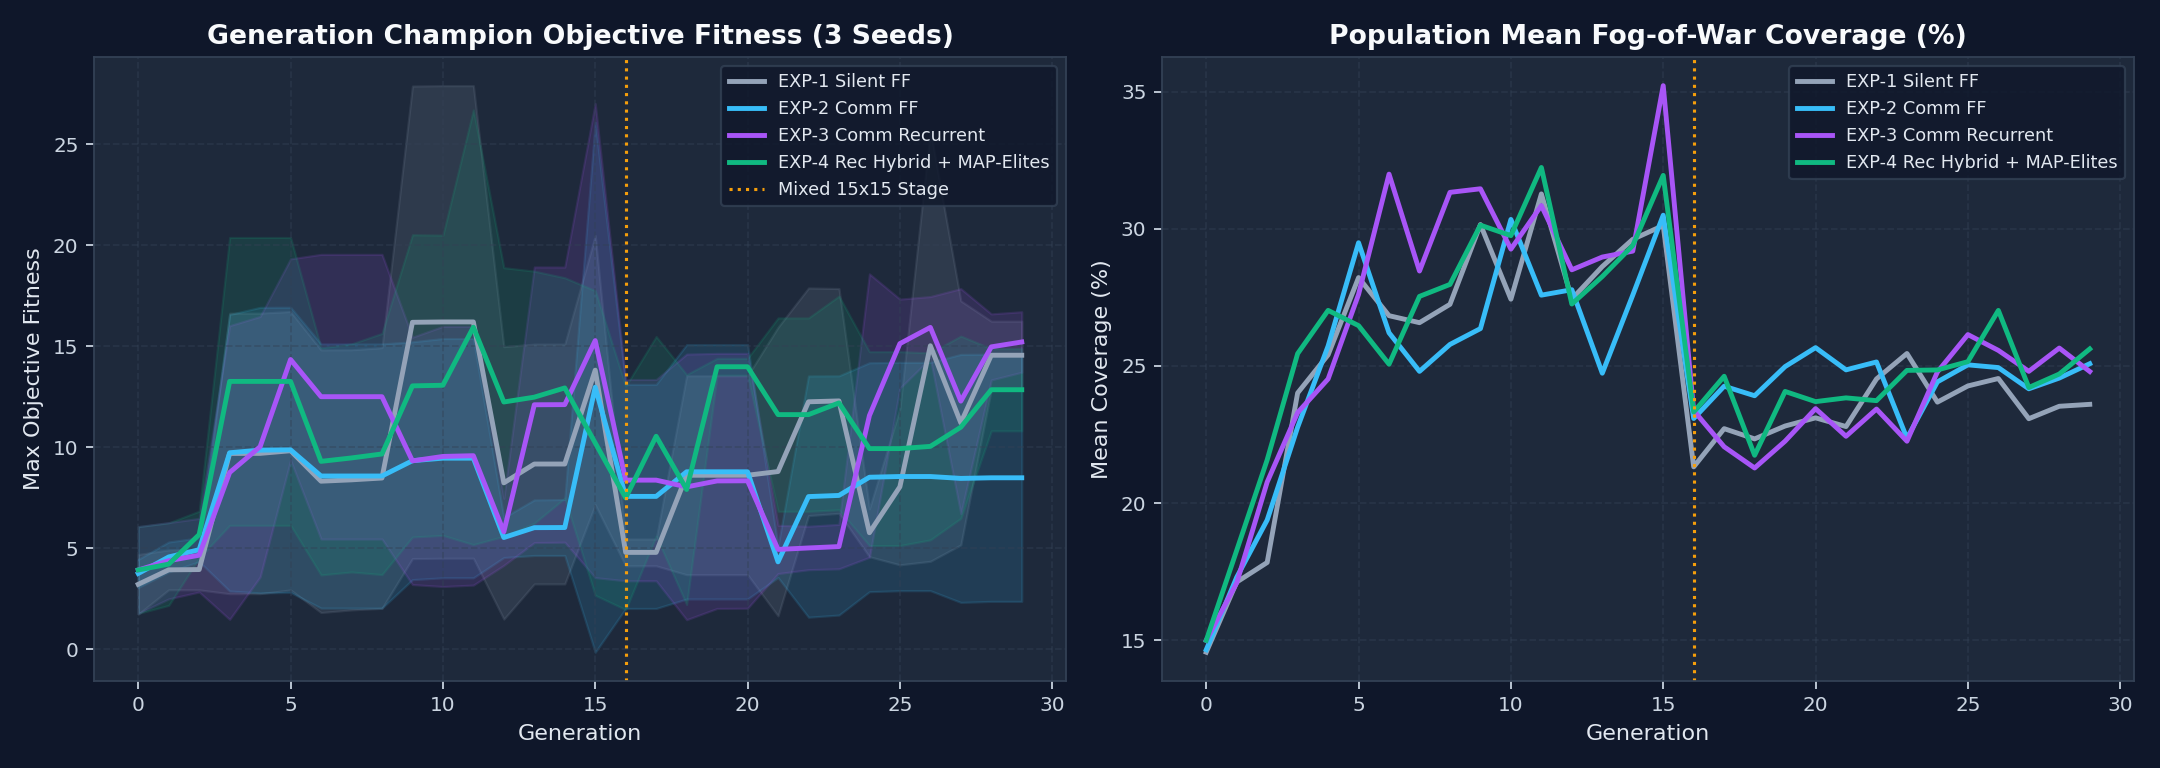 Generation Champion Objective Fitness (3 Seeds)
Max Objective Fitness
25
20
15
10
5
0
EXP-1 Silent FF
EXP-2 Comm FF
EXP-3 Comm Recurrent
EXP-4 Rec Hybrid + MAP-Elites
Mixed 15x15 Stage
0 5 10 15 20 25 30
Generation
Population Mean Fog-of-War Coverage (%)
Mean Coverage (%)
35
30
25
20
15
EXP-1 Silent FF
EXP-2 Comm FF
EXP-3 Comm Recurrent
EXP-4 Rec Hybrid + MAP-Elites
0 5 10 15 20 25 30
Generation